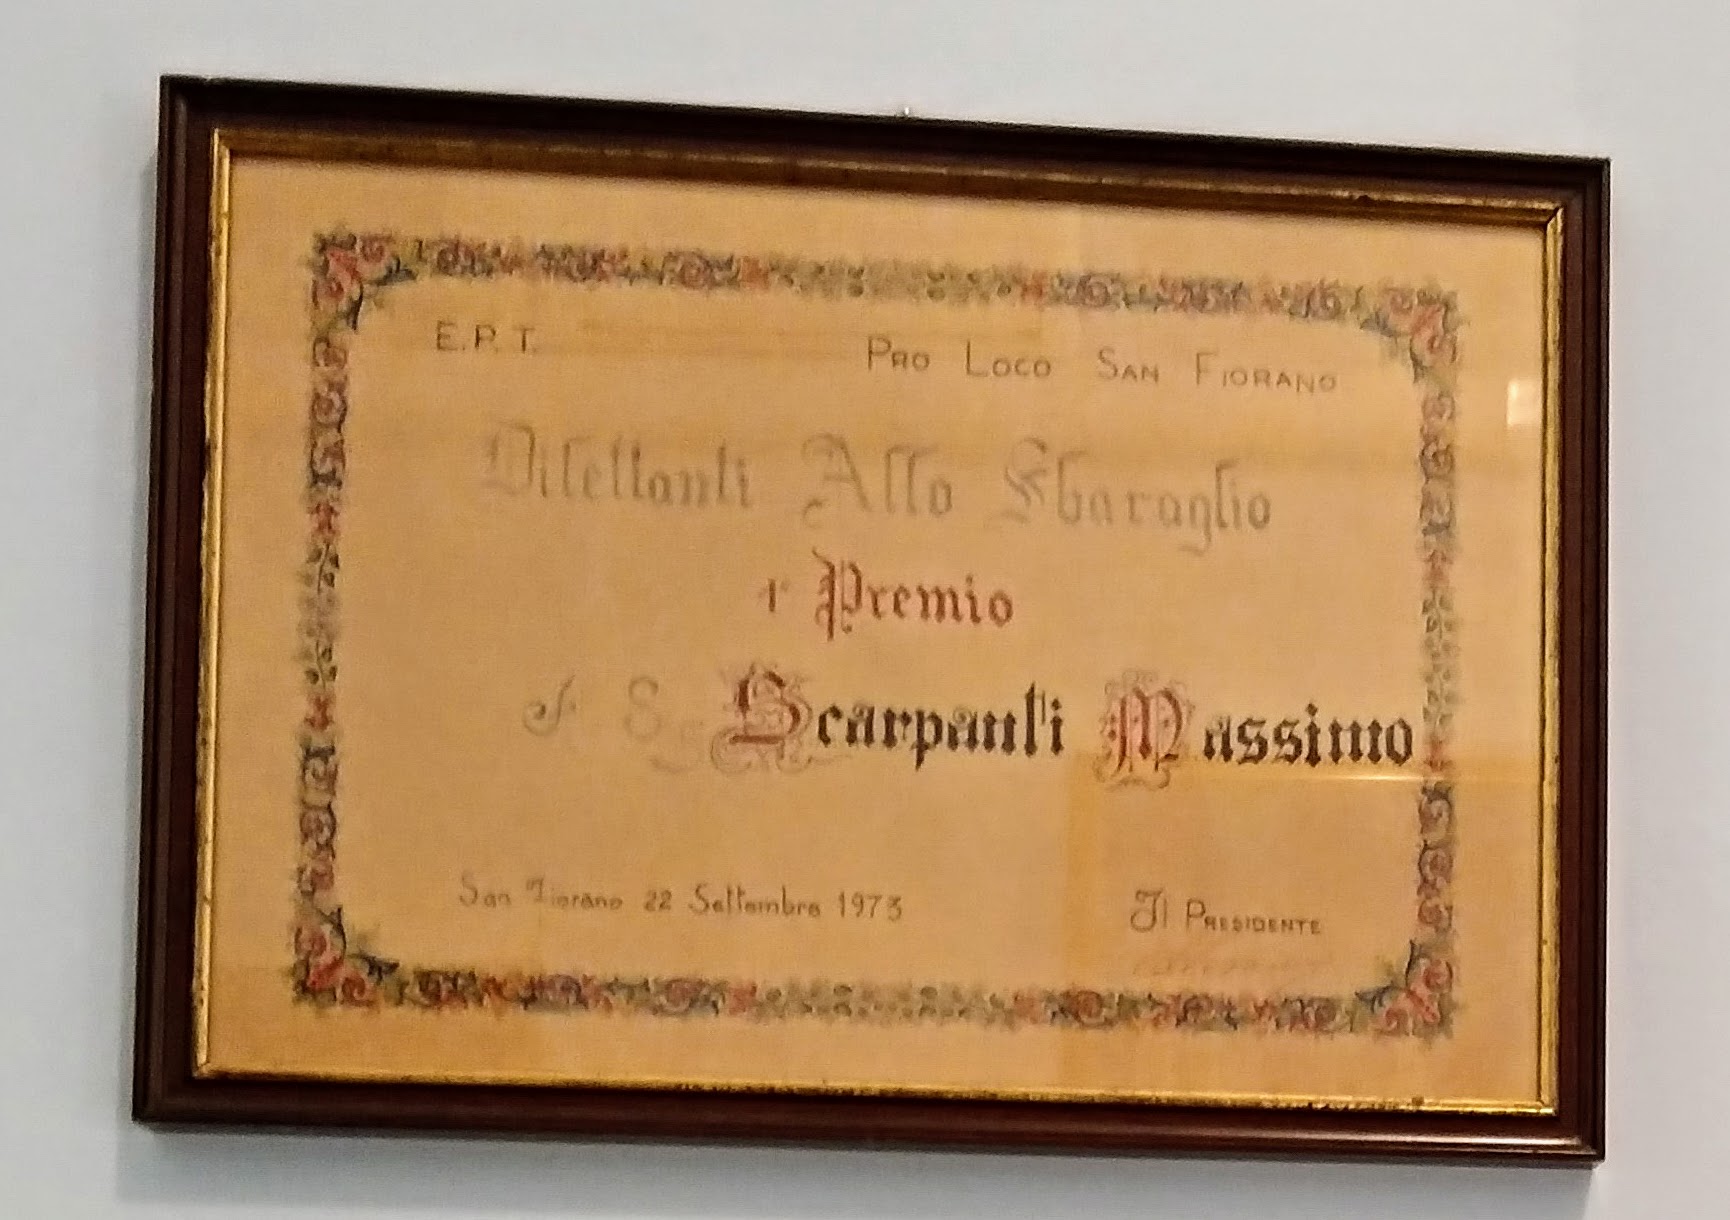 E.P.T. Pro Loco San Fiorano
Dilettanti Allo Sbaraglio
1° Premio
Scarpanti Massimo
San Fiorano 22 Settembre 1973
Il Presidente